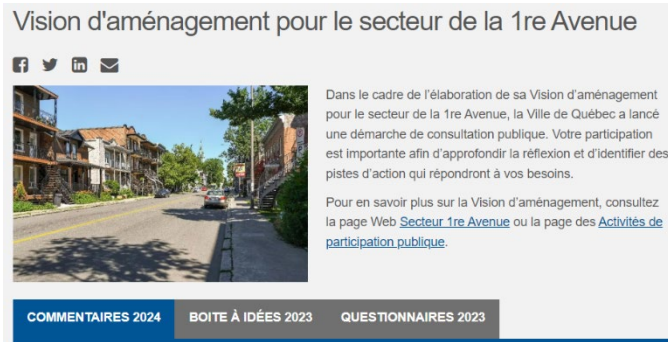 Vision d'aménagement pour le secteur de la 1re Avenue
Dans le cadre de l'élaboration de sa Vision d'aménagement
pour le secteur de la 1re Avenue, la Ville de Québec a lancé
une démarche de consultation publique. Votre participation
est importante afin d'approfondir la réflexion et d'identifier des
pistes d'action qui répondront à vos besoins.
Pour en savoir plus sur la Vision d'aménagement, consultez
la page Web Secteur 1re Avenue ou la page des Activités de
participation publique.
COMMENTAIRES 2024 BOITE À IDÉES 2023 QUESTIONNAIRES 2023